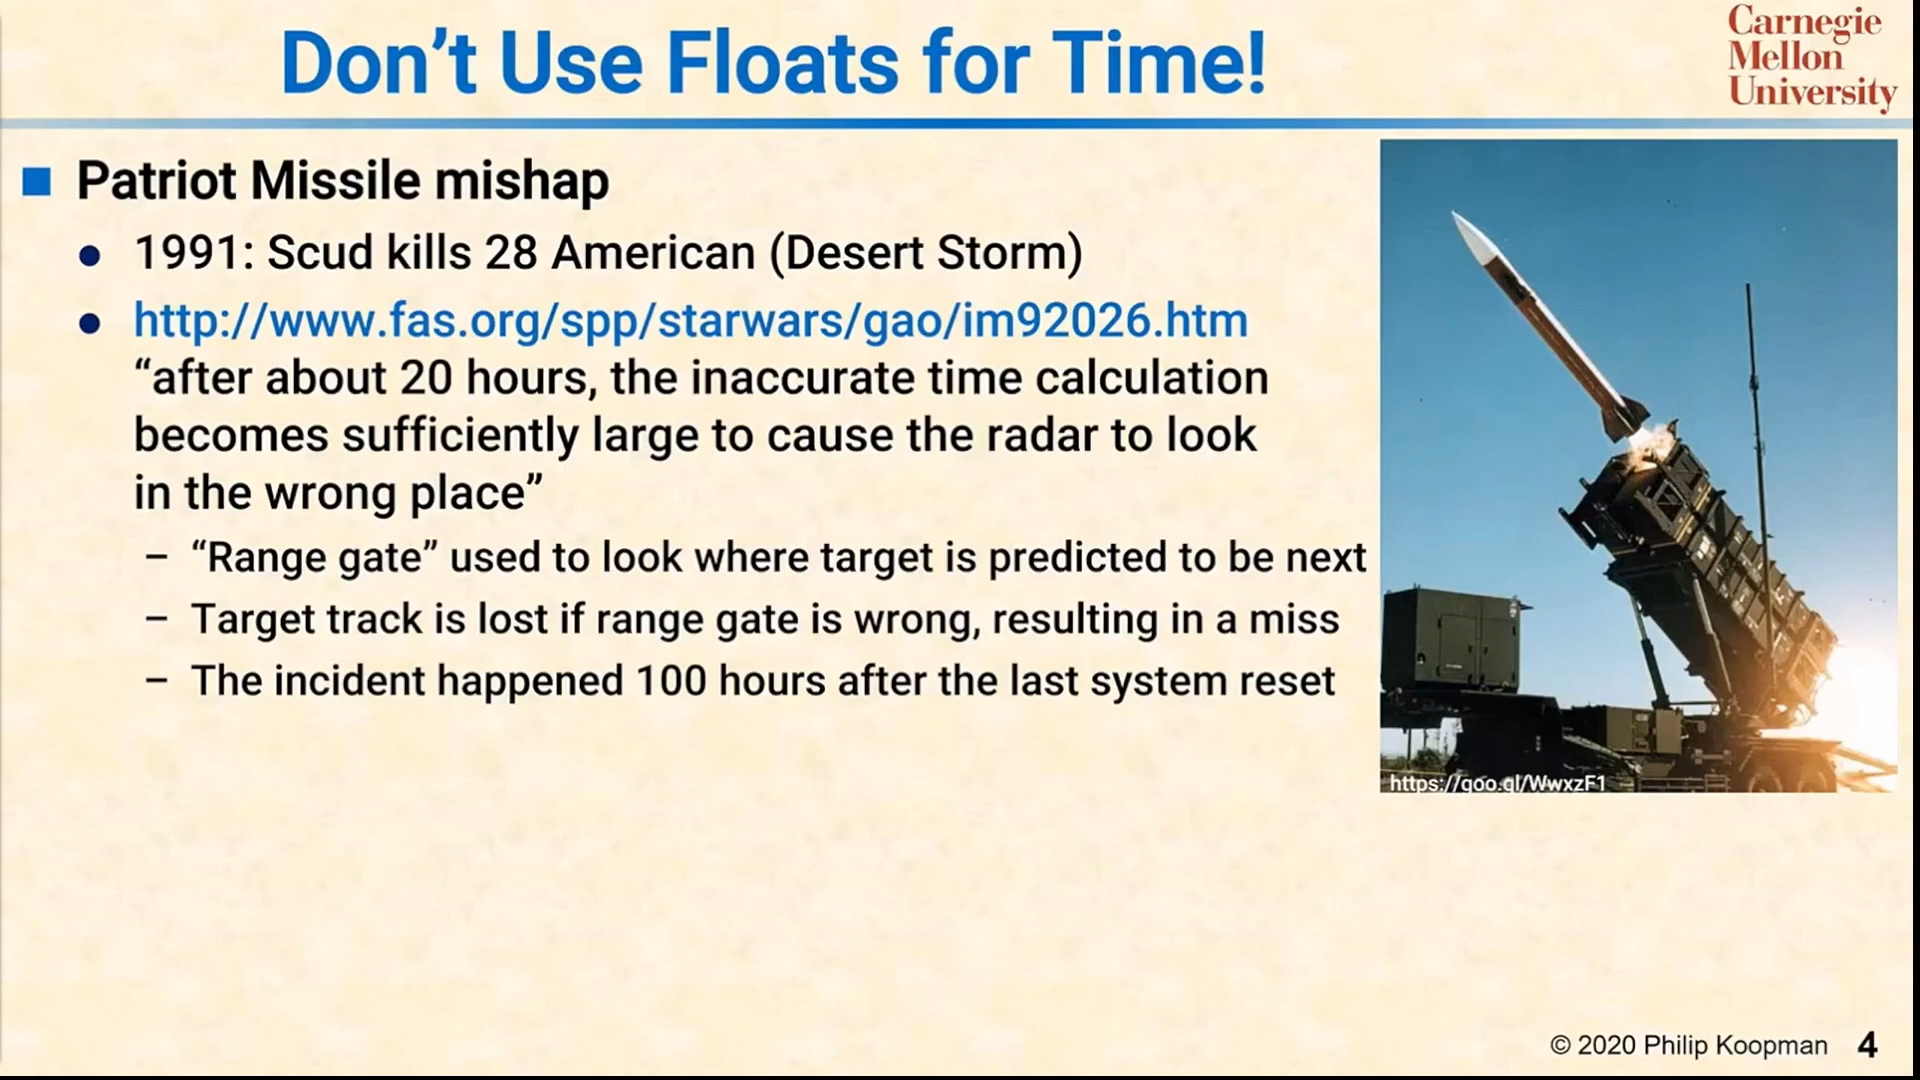 Don't Use Floats for Time!
Carnegie
Mellon
University
Patriot Missile mishap
1991: Scud kills 28 American (Desert Storm)
http://www.fas.org/spp/starwars/gao/im92026.htm
“after about 20 hours, the inaccurate time calculation
becomes sufficiently large to cause the radar to look
in the wrong place”
– “Range gate” used to look where target is predicted to be next
– Target track is lost if range gate is wrong, resulting in a miss
– The incident happened 100 hours after the last system reset
https://goo.gl/WwxzF1
© 2020 Philip Koopman 4